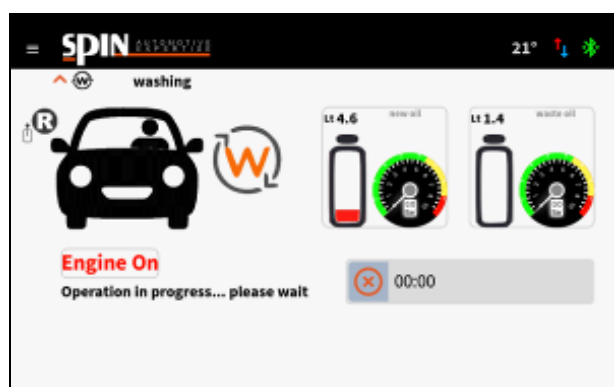 SPIN AUTOMOTIVE
EXPERTISE
21°
W washing
R
W
Lt 4.6 new oil
Lt 1.4 waste oil
Engine On
Operation in progress... please wait
00:00